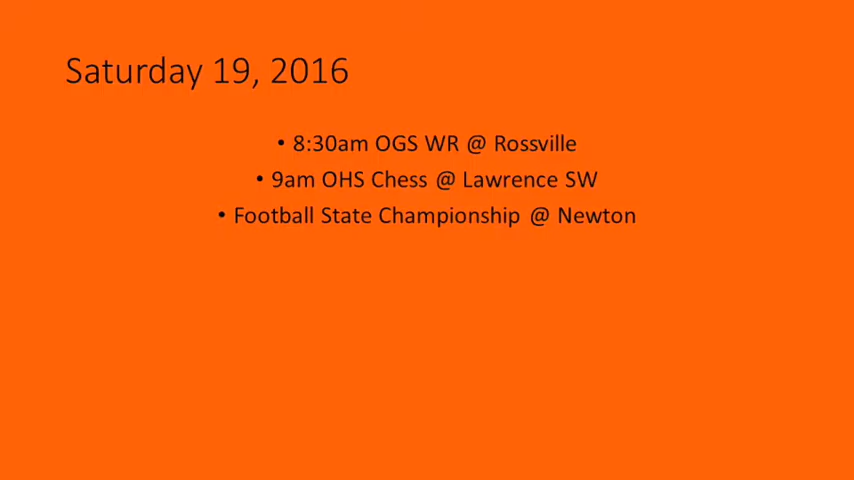 Saturday 19, 2016
• 8:30am OGS WR @ Rossville
• 9am OHS Chess @ Lawrence SW
• Football State Championship @ Newton